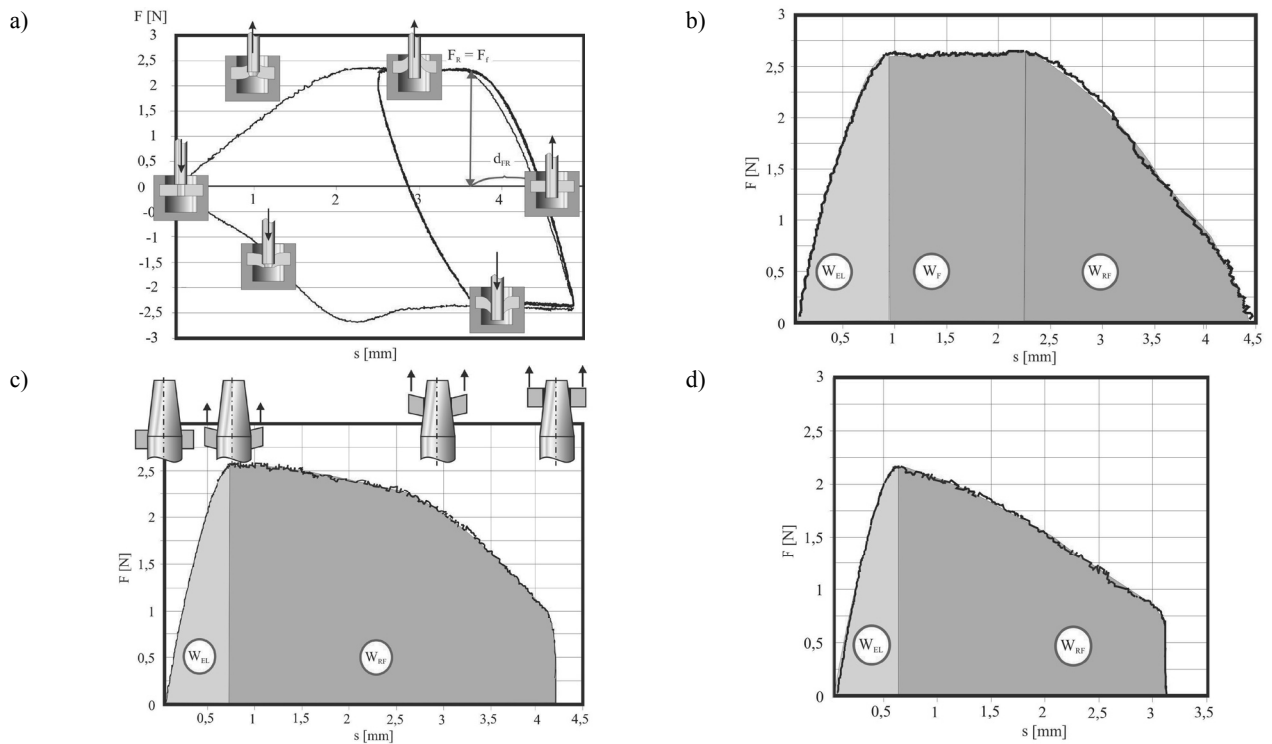 a)
F [N]
3
2,5
2
1,5
1
0,5
0
-0
-1
-1,5
-2
-2,5
-3
F_R = F_f
d_FR
1 2 3 4
s [mm]
b)
F [N]
3
2,5
2
1,5
1
0,5
0
W_EL W_F W_RF
0,5 1 1,5 2 2,5 3 3,5 4 4,5
s [mm]
c)
F [N]
2,5
2
1,5
1
0,5
0
W_EL W_RF
0,5 1 1,5 2 2,5 3 3,5 4 4,5
s [mm]
d)
F [N]
3
2,5
2
1,5
1
0,5
0
W_EL W_RF
0,5 1 1,5 2 2,5 3 3,5
s [mm]